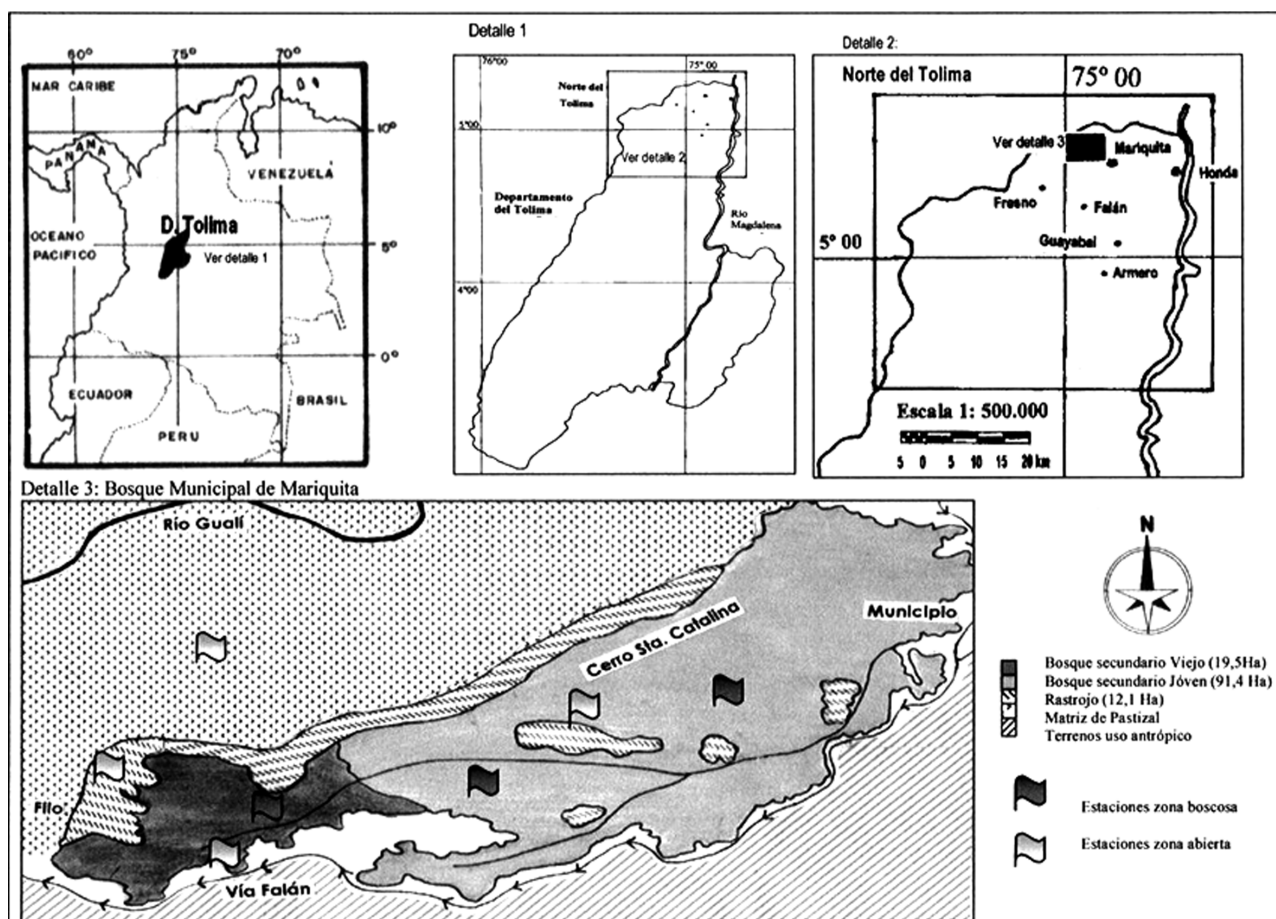 60°
75°
70°
MAR CARIBE
10°
PANAMA
VENEZUELA
D. Tolima
OCEANO
PACIFICO
5°
Ver detalle 1
0°
ECUADOR
BRASIL
PERU
Detalle 1
76°00
75°00
Norte del
Tolima
5°00
Ver detalle 2
Departamento
del Tolima
Río
Magdalena
4°00
Detalle 2:
Norte del Tolima
75° 00
Ver detalle 3
Mariquita
Honda
Fresno
Falán
Guayabal
5° 00
Armero
Escala 1: 500.000
5 0 5 10 15 20 km
Detalle 3: Bosque Municipal de Mariquita
Río Gualí
Municipio
Cerro Sta. Catalina
Filo
Vía Falán
N
Bosque secundario Viejo (19,5Ha)
Bosque secundario Jóven (91,4 Ha)
Rastrojo (12,1 Ha)
Matriz de Pastizal
Terrenos uso antrópico
Estaciones zona boscosa
Estaciones zona abierta